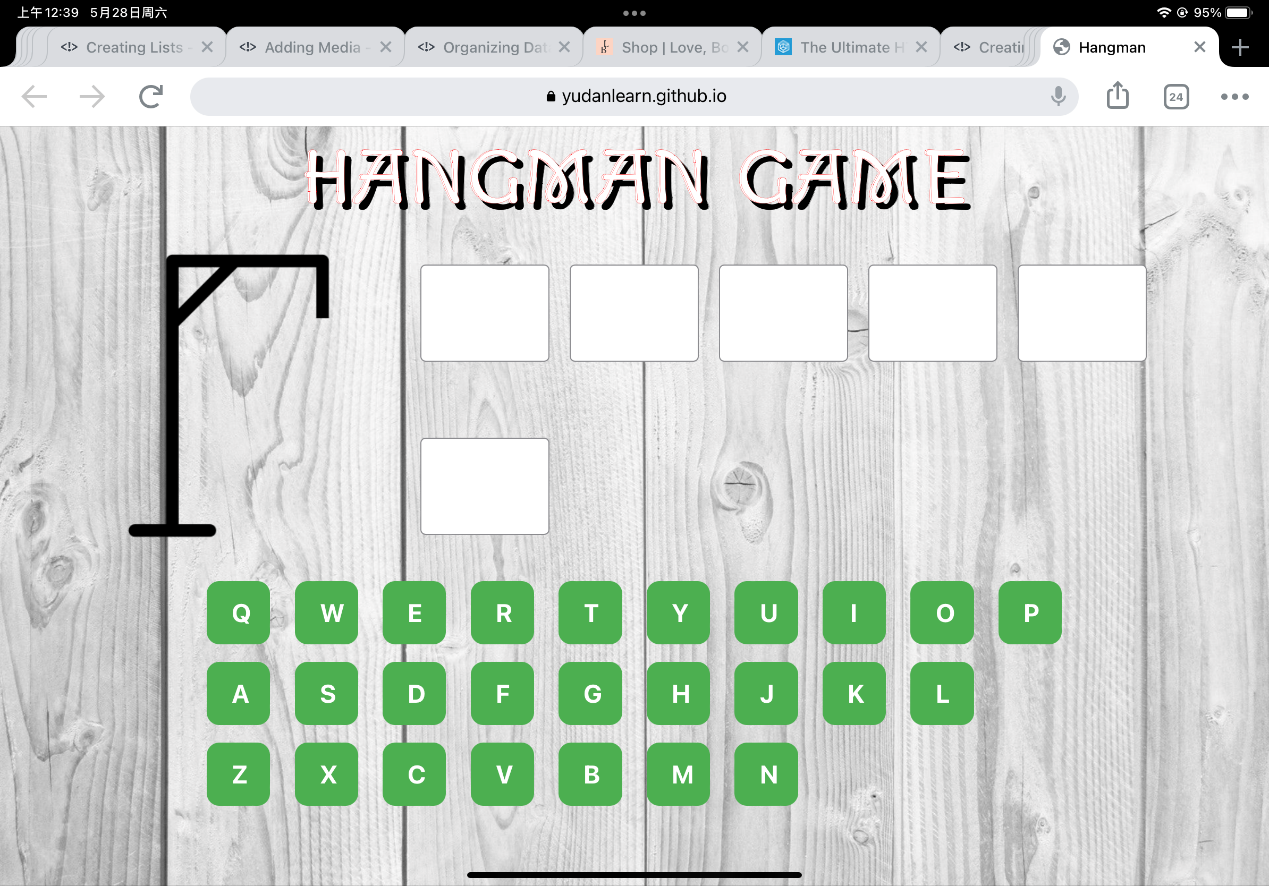 上午12:39 5月28日周六
95%
Creating Lists -
Adding Media -
Organizing Dat
Shop | Love, Bo
The Ultimate H
Creatin
Hangman
yudanlearn.github.io
24
HANGMAN GAME
Q W E R T Y U I O P
A S D F G H J K L
Z X C V B M N